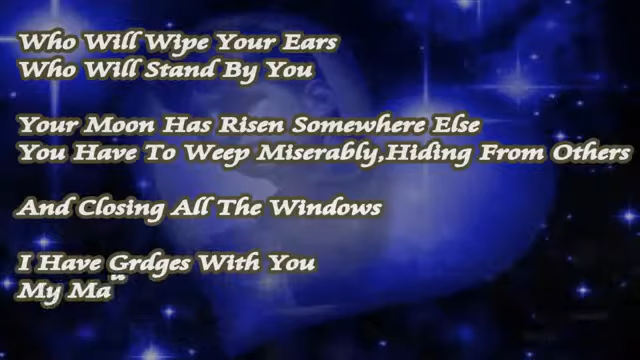 Who Will Wipe Your Ears
Who Will Stand By You
Your Moon Has Risen Somewhere Else
You Have To Weep Miserably,Hiding From Others
And Closing All The Windows
I Have Grdges With You
My Ma